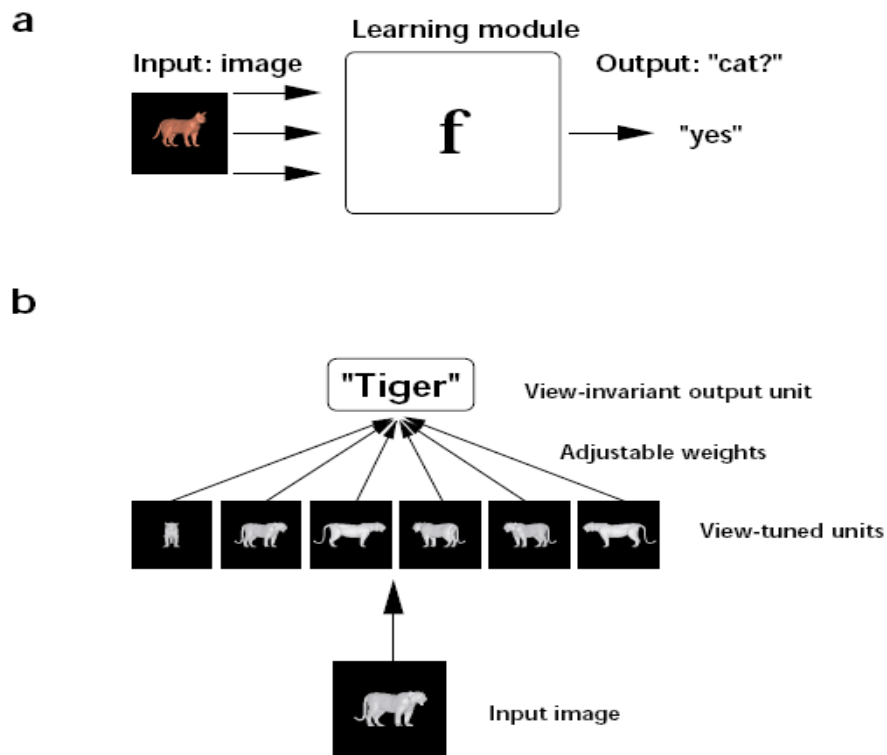 a
Learning module
Input: image
Output: "cat?"
f
"yes"
b
"Tiger"
View-invariant output unit
Adjustable weights
View-tuned units
Input image